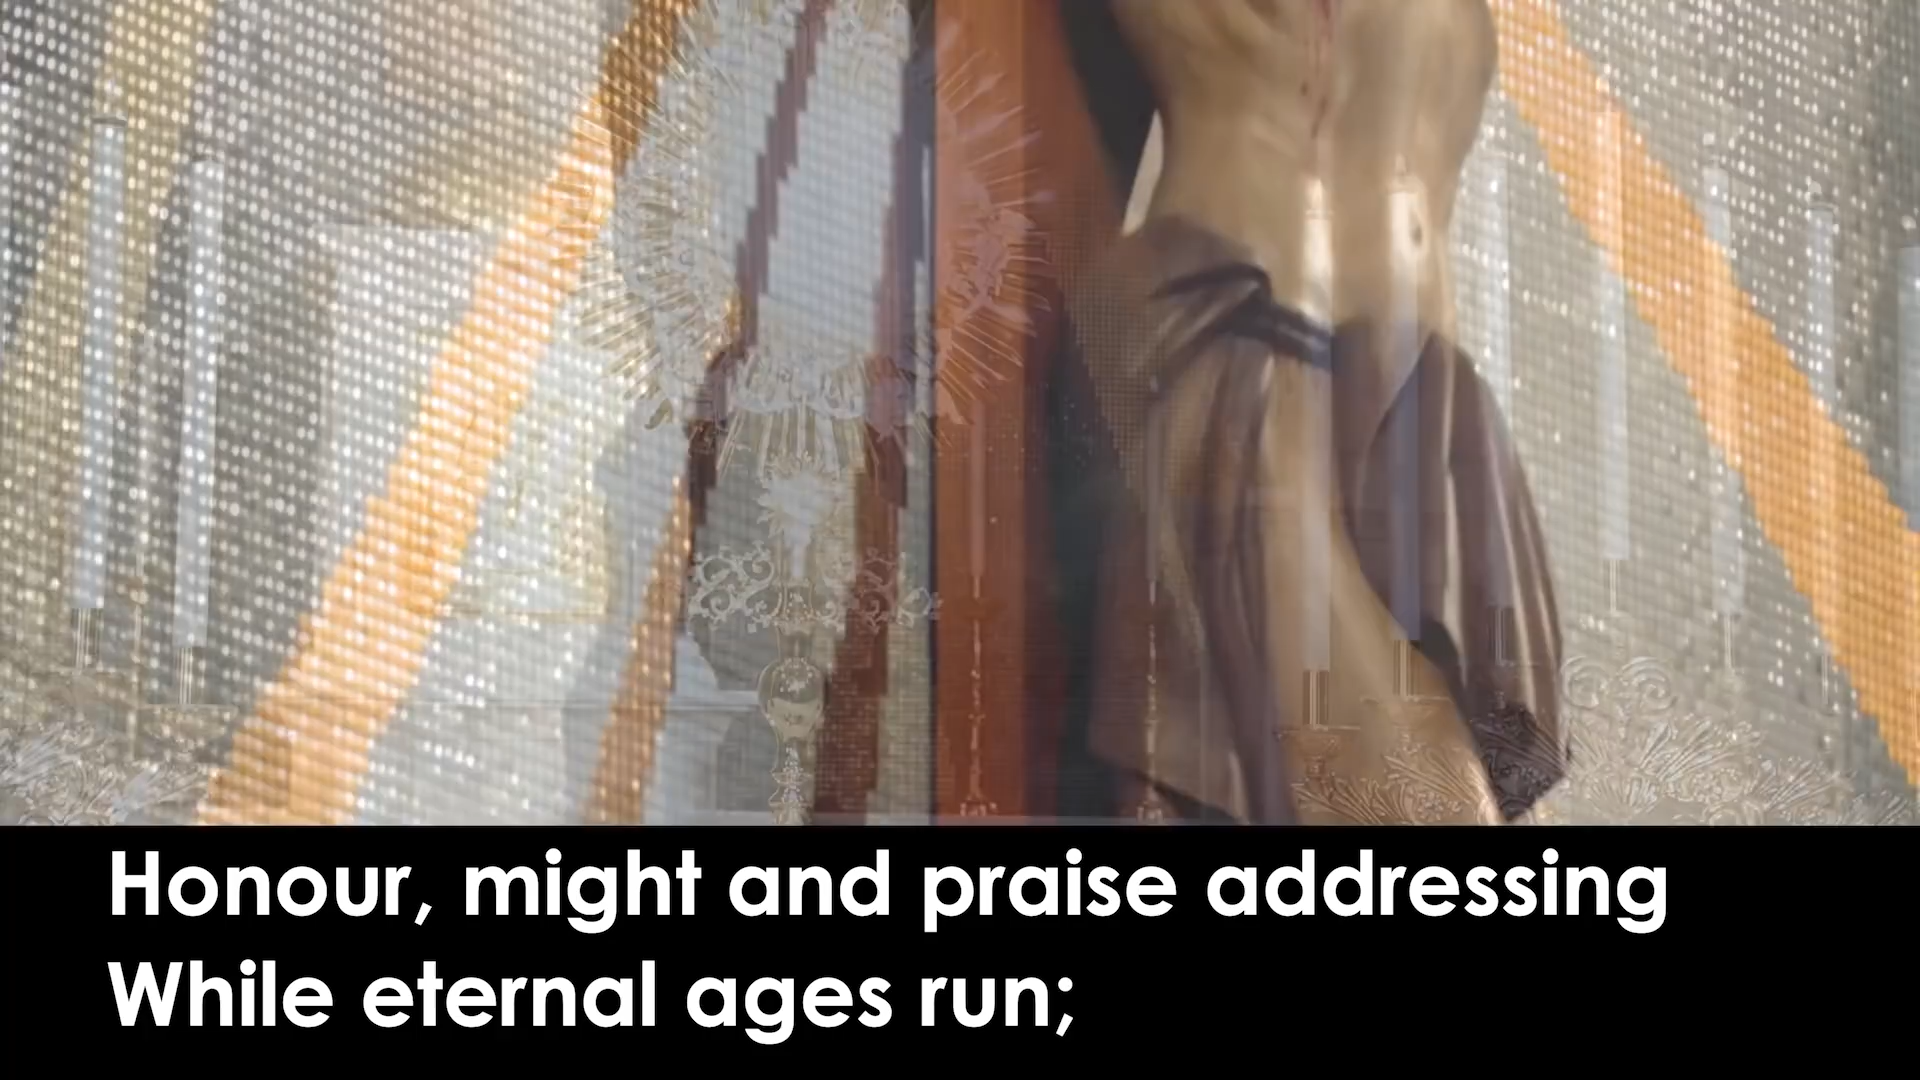 Honour, might and praise addressing
While eternal ages run;